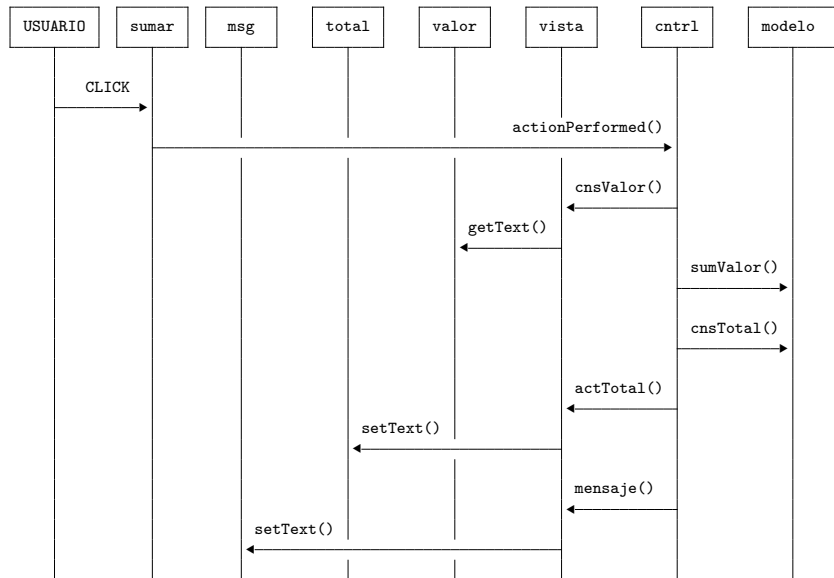 USUARIO sumar msg total valor vista cntrl modelo
CLICK
actionPerformed()
cnsValor()
getText()
sumValor()
cnsTotal()
actTotal()
setText()
mensaje()
setText()